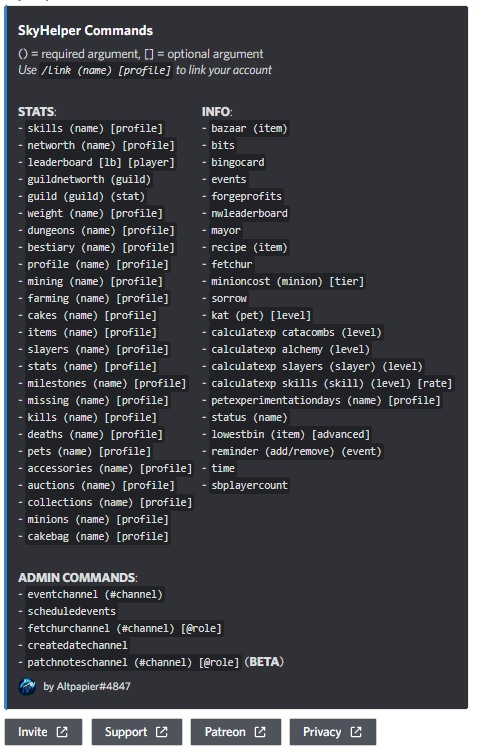 SkyHelper Commands
() = required argument, [] = optional argument
Use /link (name) [profile] to link your account
STATS:
- skills (name) [profile]
- networth (name) [profile]
- leaderboard [lb] [player]
- guildnetworth (guild)
- guild (guild) (stat)
- weight (name) [profile]
- dungeons (name) [profile]
- bestiary (name) [profile]
- profile (name) [profile]
- mining (name) [profile]
- farming (name) [profile]
- cakes (name) [profile]
- items (name) [profile]
- slayers (name) [profile]
- stats (name) [profile]
- milestones (name) [profile]
- missing (name) [profile]
- kills (name) [profile]
- deaths (name) [profile]
- pets (name) [profile]
- accessories (name) [profile]
- auctions (name) [profile]
- collections (name) [profile]
- minions (name) [profile]
- cakebag (name) [profile]
INFO:
- bazaar (item)
- bits
- bingocard
- events
- forgeprofits
- nwleaderboard
- mayor
- recipe (item)
- fetchur
- minioncost (minion) [tier]
- sorrow
- kat (pet) [level]
- calculatexp catacombs (level)
- calculatexp alchemy (level)
- calculatexp slayers (slayer) (level)
- calculatexp skills (skill) (level) [rate]
- petexperimentationdays (name) [profile]
- status (name)
- lowestbin (item) [advanced]
- reminder (add/remove) (event)
- time
- sbplayercount
ADMIN COMMANDS:
- eventchannel (#channel)
- scheduledevents
- fetchurchannel (#channel) [@role]
- createdatechannel
- patchnoteschannel (#channel) [@role] (BETA)
by Altpapier#4847
Invite
Support
Patreon
Privacy